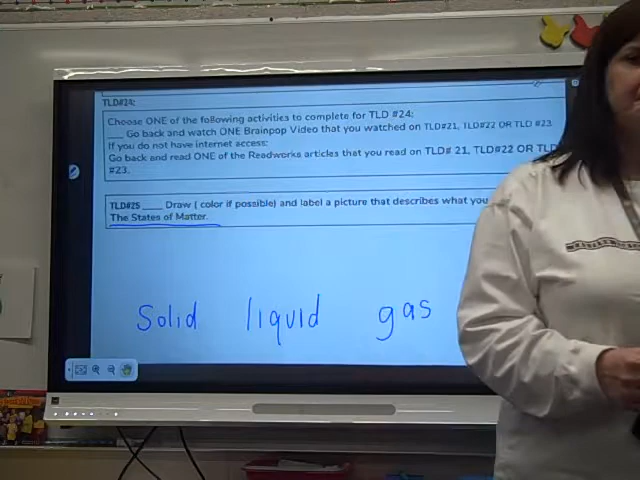 TLD#24:
Choose ONE of the following activities to complete for TLD #24:
___ Go back and watch ONE Brainpop Video that you watched on TLD#21, TLD#22 OR TLD #23
If you do not have internet access:
Go back and read ONE of the Readworks articles that you read on TLD# 21, TLD#22 OR TLD
#23.
TLD#25 ____ Draw ( color if possible) and label a picture that describes what you
The States of Matter.
Solid liquid gas